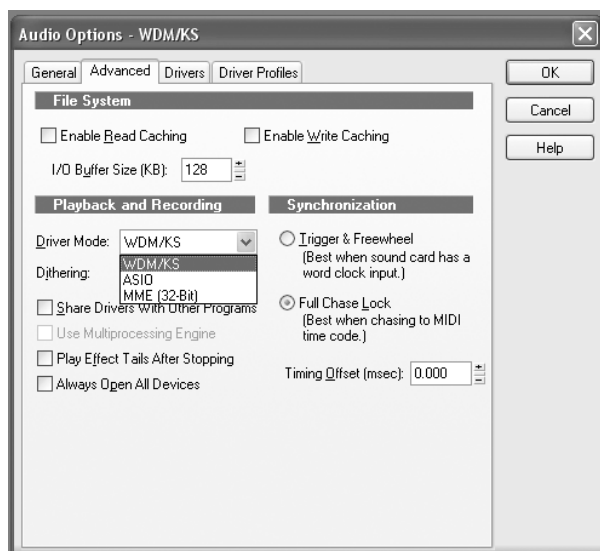 Audio Options - WDM/KS
General Advanced Drivers Driver Profiles
OK
Cancel
Help
File System
Enable Read Caching Enable Write Caching
I/O Buffer Size (KB): 128
Playback and Recording
Driver Mode: WDM/KS
WDM/KS
ASIO
MME (32-Bit)
Dithering:
Share Drivers With Other Programs
Use Multiprocessing Engine
Play Effect Tails After Stopping
Always Open All Devices
Synchronization
Trigger & Freewheel
(Best when sound card has a
word clock input.)
Full Chase Lock
(Best when chasing to MIDI
time code.)
Timing Offset (msec): 0.000